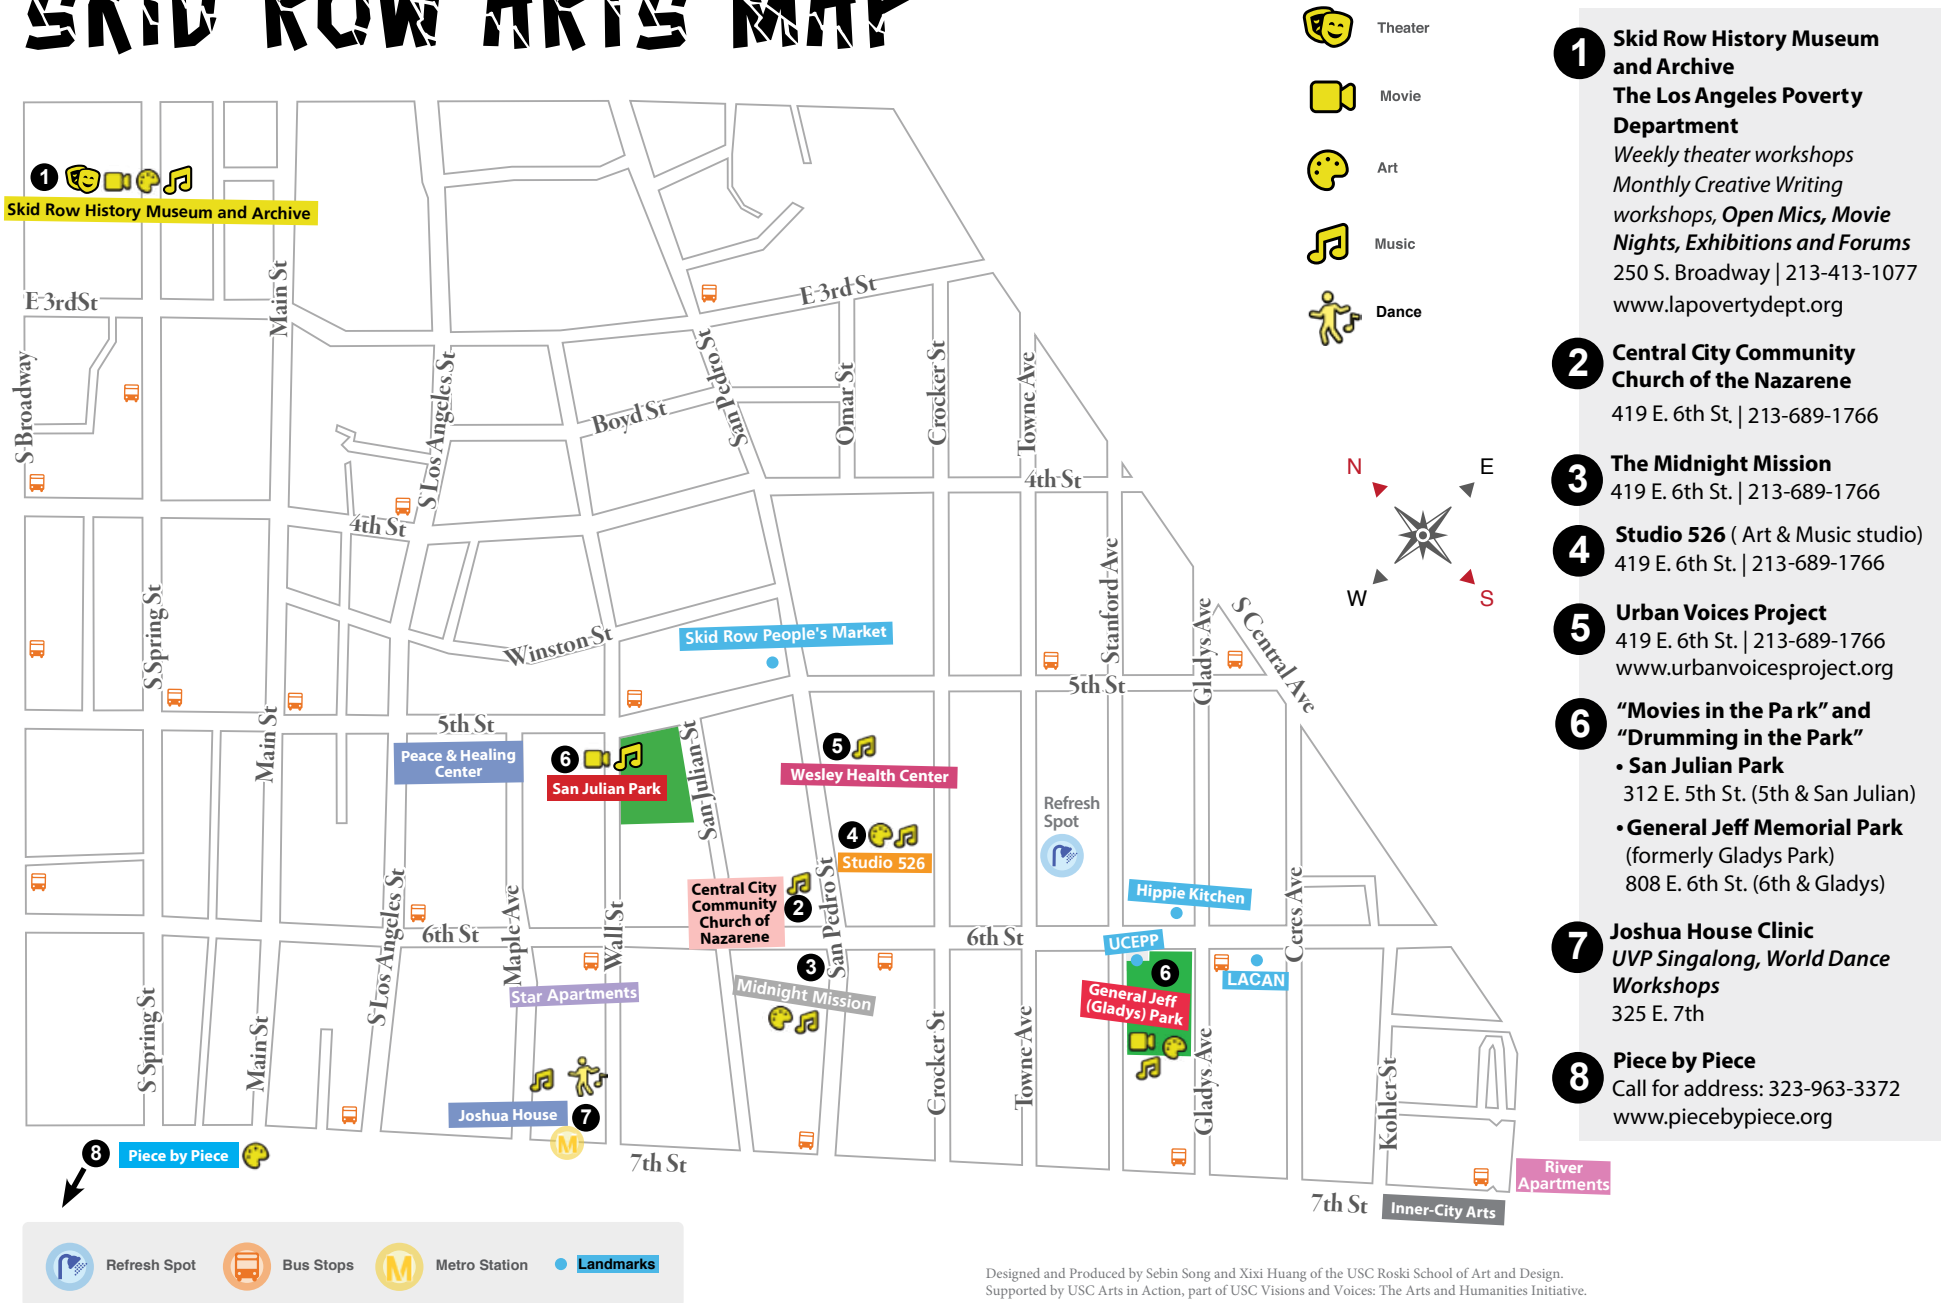 SKID ROW ARTS MAP
Theater
Movie
Art
Music
Dance
N
E
W
S
1
Skid Row History Museum and Archive
E 3rd St
Main St
S Broadway
E 3rd St
San Pedro St
S Los Angeles St
Boyd St
Omar St
Crocker St
Towne Ave
4th St
4th St
S Spring St
Winston St
Skid Row People's Market
Stanford Ave
Gladys Ave
S Central Ave
5th St
Main St
5th St
Peace & Healing
Center
6
San Julian Park
San Julian St
5
Wesley Health Center
Refresh
Spot
4
Studio 526
Central City
Community
Church of
Nazarene
2
San Pedro St
Hippie Kitchen
Ceres Ave
S Los Angeles St
6th St
Maple Ave
Wall St
6th St
UCEPP
6
LACAN
3
Midnight Mission
Star Apartments
General Jeff
(Gladys) Park
S Spring St
Main St
Crocker St
Towne Ave
Gladys Ave
Kohler St
Joshua House
7
M
8
Piece by Piece
7th St
7th St
River
Apartments
Inner-City Arts
Refresh Spot
Bus Stops
M
Metro Station
Landmarks
1
Skid Row History Museum
and Archive
The Los Angeles Poverty
Department
Weekly theater workshops
Monthly Creative Writing
workshops, Open Mics, Movie
Nights, Exhibitions and Forums
250 S. Broadway | 213-413-1077
www.lapovertydept.org
2
Central City Community
Church of the Nazarene
419 E. 6th St. | 213-689-1766
3
The Midnight Mission
419 E. 6th St. | 213-689-1766
4
Studio 526 ( Art & Music studio)
419 E. 6th St. | 213-689-1766
5
Urban Voices Project
419 E. 6th St. | 213-689-1766
www.urbanvoicesproject.org
6
“Movies in the Park” and
“Drumming in the Park”
• San Julian Park
312 E. 5th St. (5th & San Julian)
• General Jeff Memorial Park
(formerly Gladys Park)
808 E. 6th St. (6th & Gladys)
7
Joshua House Clinic
UVP Singalong, World Dance
Workshops
325 E. 7th
8
Piece by Piece
Call for address: 323-963-3372
www.piecebypiece.org
Designed and Produced by Sebin Song and Xixi Huang of the USC Roski School of Art and Design.
Supported by USC Arts in Action, part of USC Visions and Voices: The Arts and Humanities Initiative.